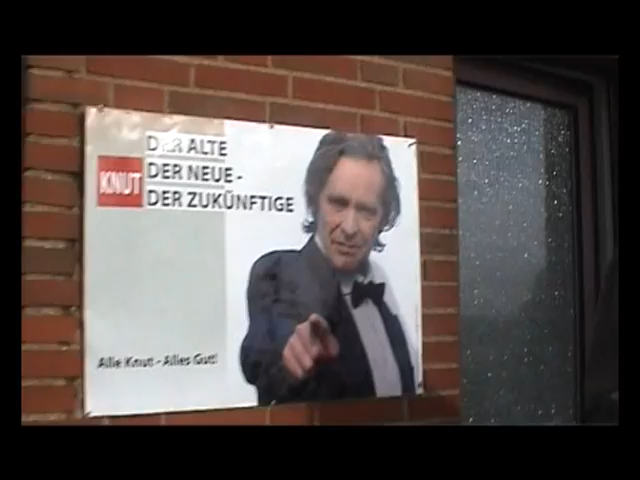 DER ALTE
KNUT DER NEUE -
DER ZUKÜNFTIGE
Alle Knut - Alles Gut!